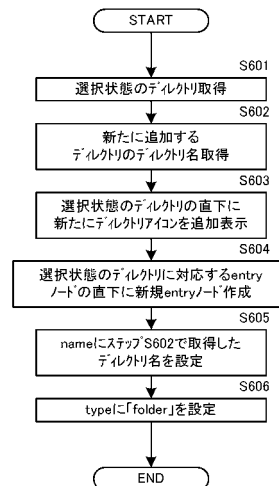 START
S601
選択状態のディレクトリ取得
S602
新たに追加する
ディレクトリのディレクトリ名取得
S603
選択状態のディレクトリの直下に
新たにディレクトリアイコンを追加表示
S604
選択状態のディレクトリに対応するentry
ノードの直下に新規entryノード作成
S605
nameにステップS602で取得した
ディレクトリ名を設定
S606
typeに「folder」を設定
END